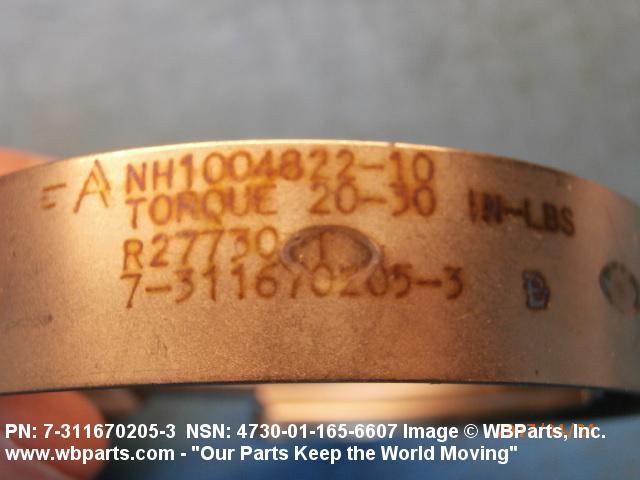 =A NH1004822-10
TORQUE 20-30 IN-LBS
R27730
7-311670205-3 B
PN: 7-311670205-3 NSN: 4730-01-165-6607 Image © WBParts, Inc.
www.wbparts.com - "Our Parts Keep the World Moving"